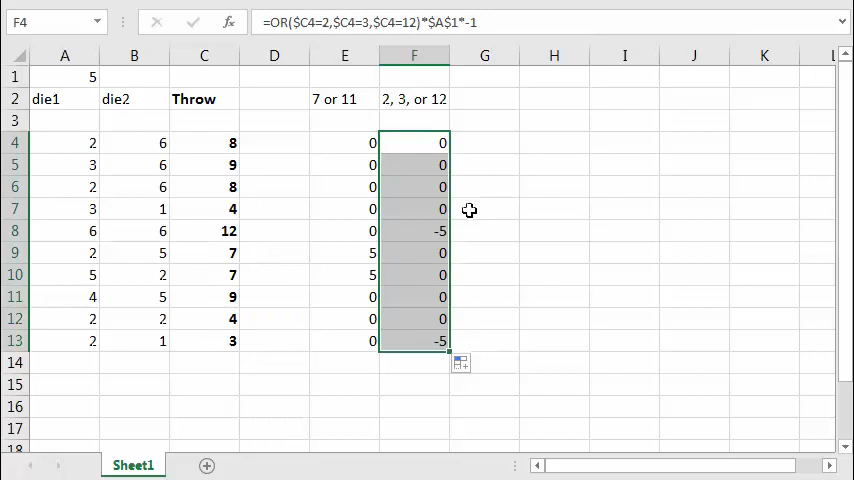 F4 fx =OR($C4=2,$C4=3,$C4=12)*$A$1*-1
A B C D E F G H I J K L
1 5
2 die1 die2 Throw 7 or 11 2, 3, or 12
3
4 2 6 8 0 0
5 3 6 9 0 0
6 2 6 8 0 0
7 3 1 4 0 0
8 6 6 12 0 -5
9 2 5 7 5 0
10 5 2 7 5 0
11 4 5 9 0 0
12 2 2 4 0 0
13 2 1 3 0 -5
14
15
16
17
18
Sheet1